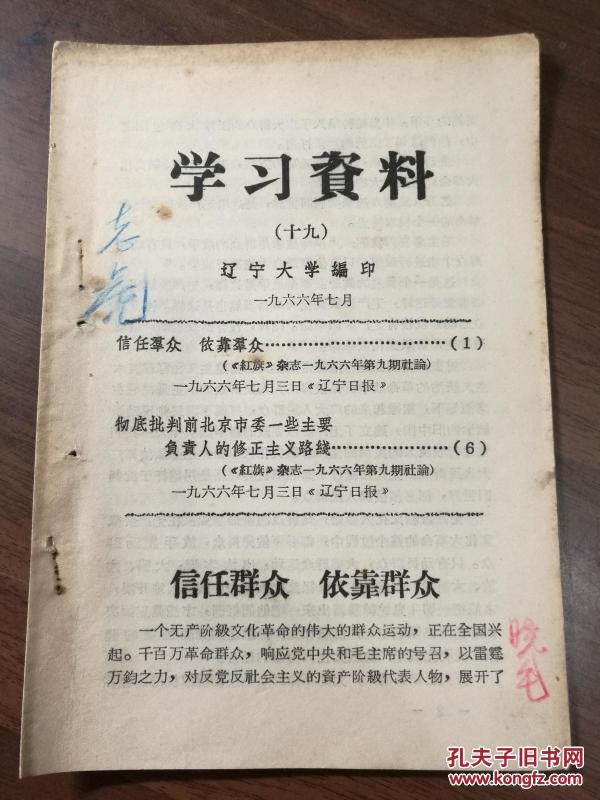 学习資料
（十九）
辽宁大学編印
一九六六年七月
信任羣众　依靠羣众……………………………（1）
（《紅旗》杂志一九六六年第九期社論）
一九六六年七月三日《辽宁日报》
彻底批判前北京市委一些主要
負責人的修正主义路綫……………………（6）
（《紅旗》杂志一九六六年第九期社論）
一九六六年七月三日《辽宁日报》
信任群众　依靠群众
一个无产阶級文化革命的伟大的群众运动，正在全国兴
起。千百万革命群众，响应党中央和毛主席的号召，以雷霆
万鈞之力，对反党反社会主义的資产阶級代表人物，展开了
孔夫子旧书网
www.kongfz.com